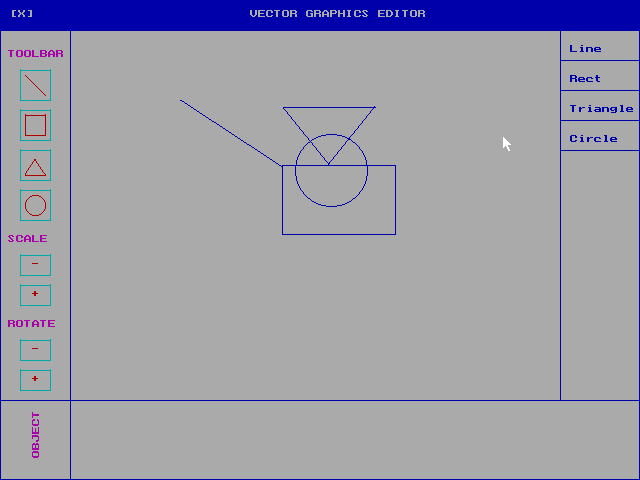 [X] VECTOR GRAPHICS EDITOR
TOOLBAR
SCALE
-
+
ROTATE
-
+
OBJECT
Line
Rect
Triangle
Circle